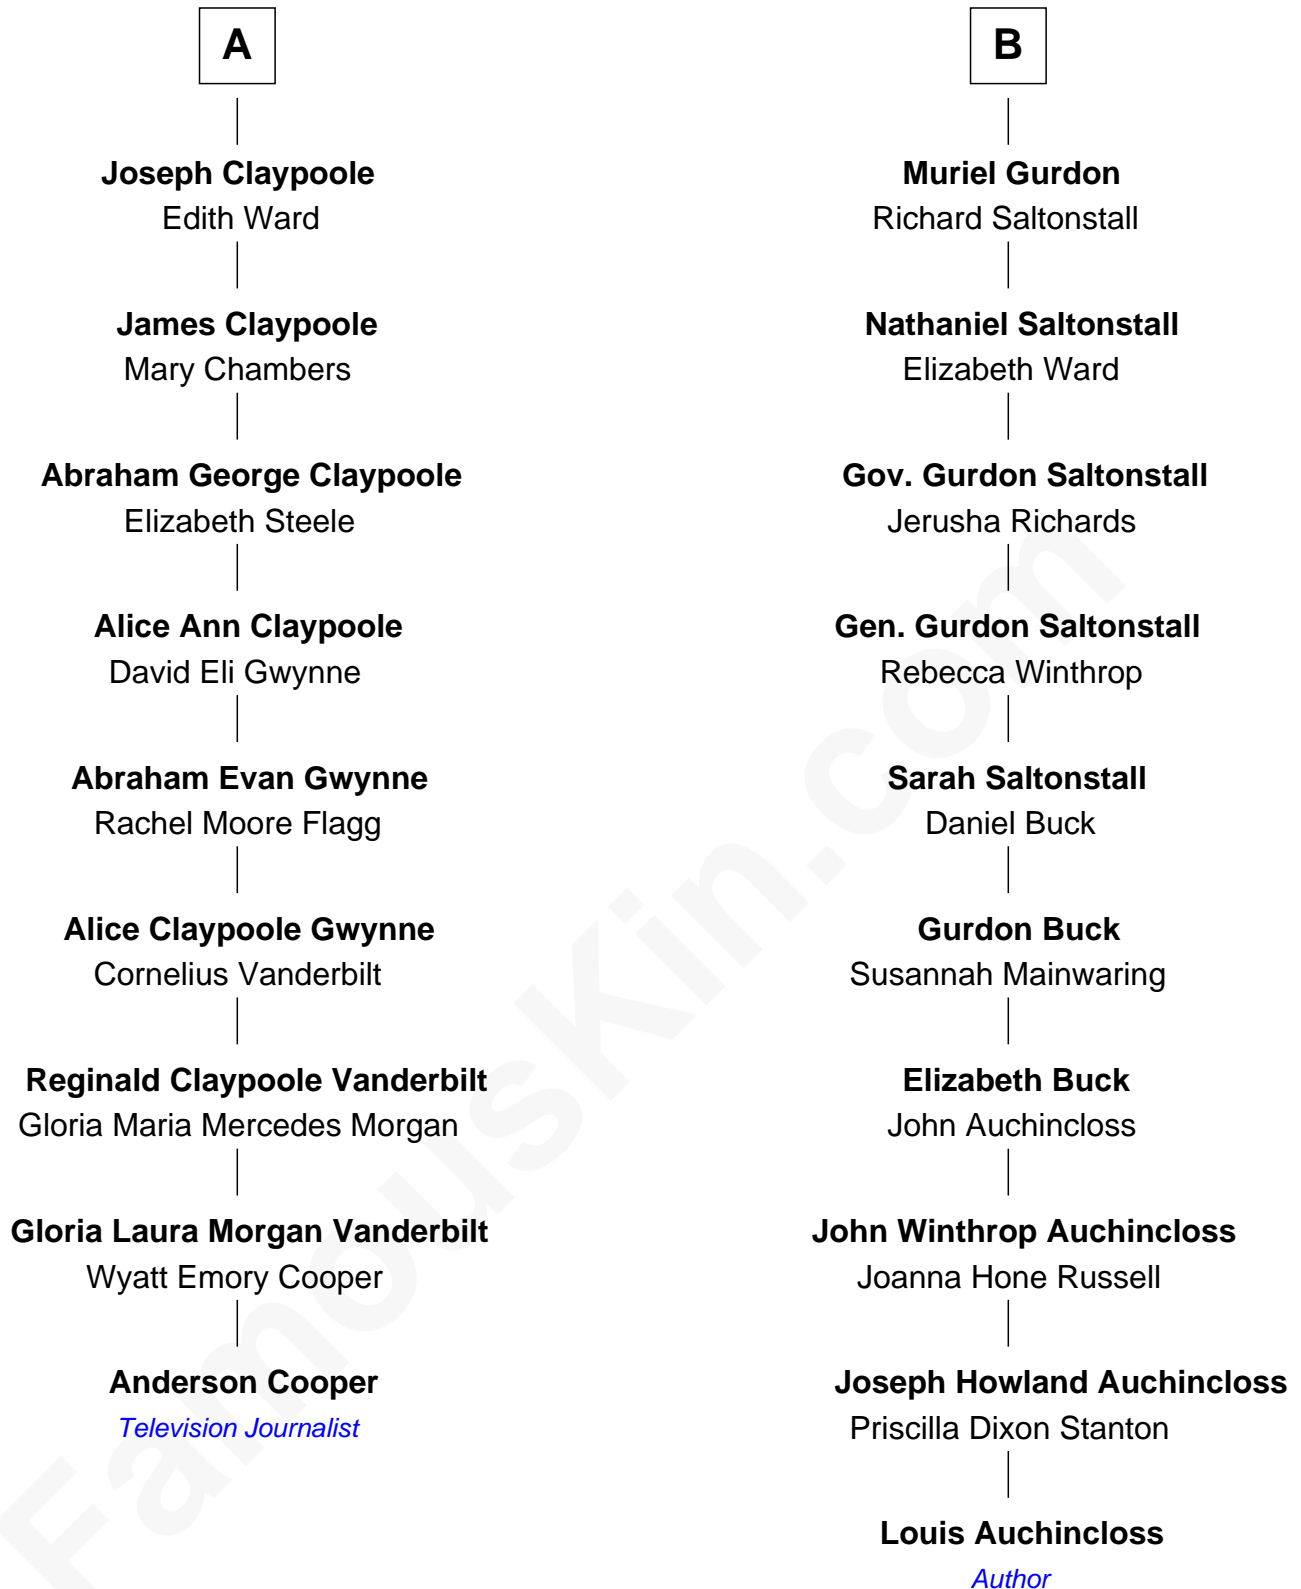 A
Joseph Claypoole
Edith Ward
James Claypoole
Mary Chambers
Abraham George Claypoole
Elizabeth Steele
Alice Ann Claypoole
David Eli Gwynne
Abraham Evan Gwynne
Rachel Moore Flagg
Alice Claypoole Gwynne
Cornelius Vanderbilt
Reginald Claypoole Vanderbilt
Gloria Maria Mercedes Morgan
Gloria Laura Morgan Vanderbilt
Wyatt Emory Cooper
Anderson Cooper
Television Journalist
B
Muriel Gurdon
Richard Saltonstall
Nathaniel Saltonstall
Elizabeth Ward
Gov. Gurdon Saltonstall
Jerusha Richards
Gen. Gurdon Saltonstall
Rebecca Winthrop
Sarah Saltonstall
Daniel Buck
Gurdon Buck
Susannah Mainwaring
Elizabeth Buck
John Auchincloss
John Winthrop Auchincloss
Joanna Hone Russell
Joseph Howland Auchincloss
Priscilla Dixon Stanton
Louis Auchincloss
Author
FamousKin.com